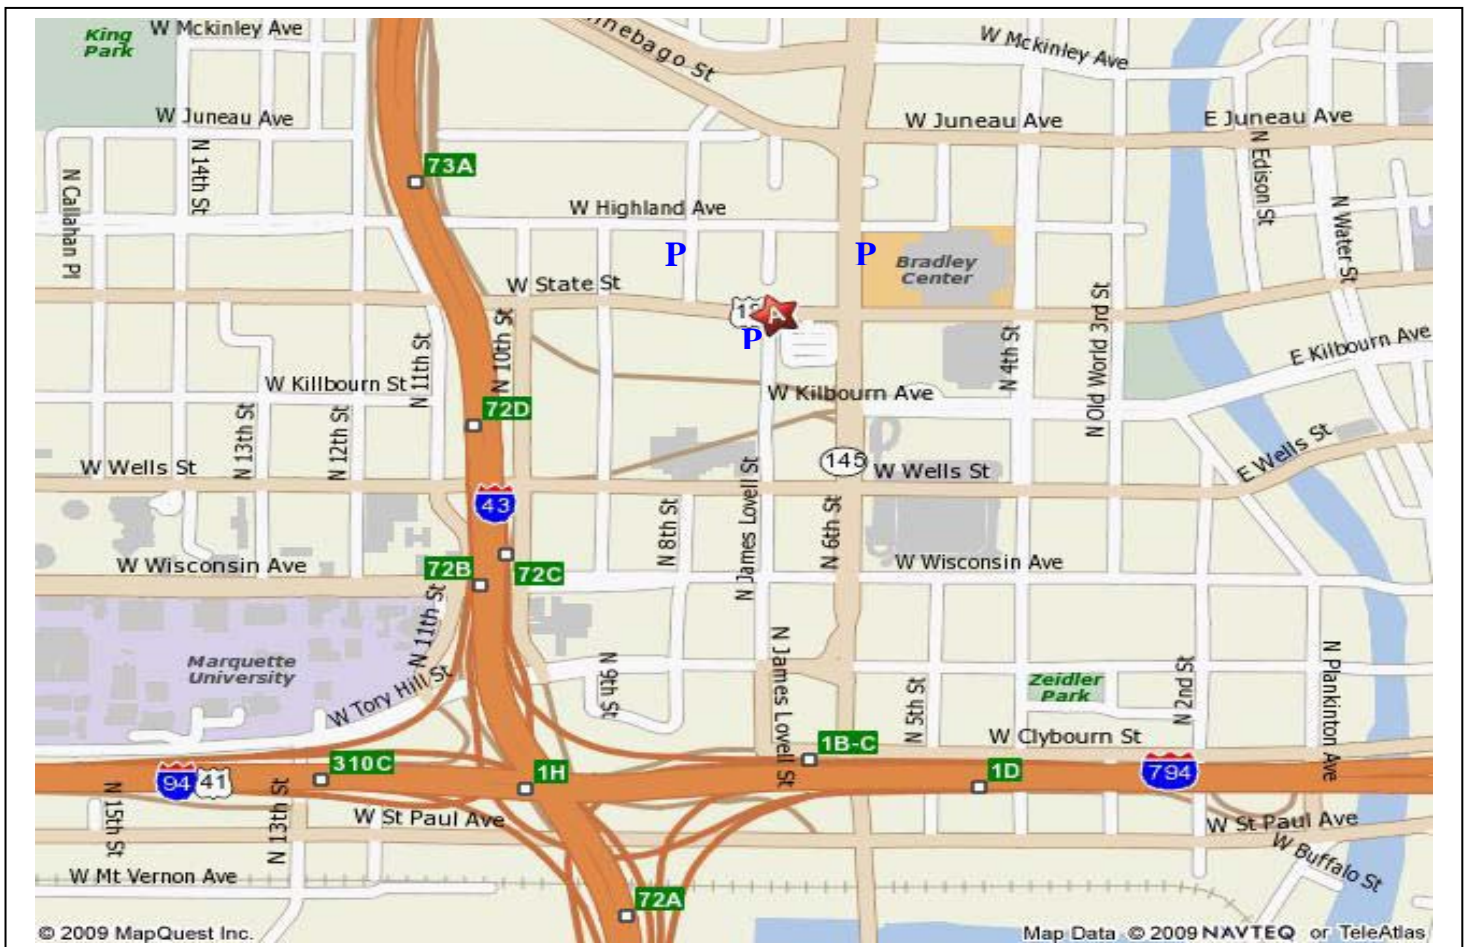 King
Park
W Mckinley Ave
nnebago St
W Mckinley Ave
W Juneau Ave
W Juneau Ave
E Juneau Ave
N 14th St
N Callahan Pl
73A
N Edison St
N Water St
W Highland Ave
P
P
Bradley
Center
W State St
A
P
N 10th St
N 11th St
N 4th St
N Old World 3rd St
E Kilbourn Ave
W Killbourn St
W Kilbourn Ave
72D
N 13th St
N 12th St
W Wells St
145
W Wells St
E Wells St
43
N 8th St
N James Lovell St
N 6th St
W Wisconsin Ave
72B
72C
W Wisconsin Ave
N 11th St
Marquette
University
W Tory Hill St
N 9th St
N James Lovell St
N 5th St
Zeidler
Park
N 2nd St
N Plankinton Ave
W Clybourn St
1B-C
310C
1H
1D
94
41
794
N 15th St
N 13th St
W St Paul Ave
W St Paul Ave
W Buffalo St
W Mt Vernon Ave
72A
© 2009 MapQuest Inc.
Map Data © 2009 NAVTEQ or TeleAtlas